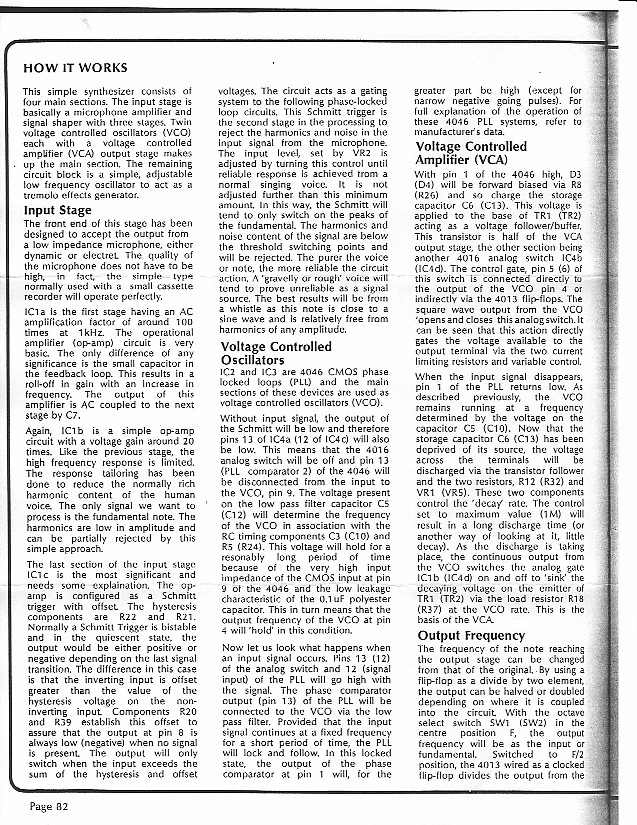 HOW IT WORKS
This simple synthesizer consists of
four main sections. The input stage is
basically a microphone amplifier and
signal shaper with three stages. Twin
voltage controlled oscillators (VCO)
each with a voltage controlled
amplifier (VCA) output stage makes
up the main section. The remaining
circuit block is a simple, adjustable
low frequency oscillator to act as a
tremolo effects generator.
Input Stage
The front end of this stage has been
designed to accept the output from
a low impedance microphone, either
dynamic or electret. The quality of
the microphone does not have to be
high, in fact, the simple type
normally used with a small cassette
recorder will operate perfectly.
IC1a is the first stage having an AC
amplification factor of around 100
times at 1kHz. The operational
amplifier (op-amp) circuit is very
basic. The only difference of any
significance is the small capacitor in
the feedback loop. This results in a
roll-off in gain with an increase in
frequency. The output of this
amplifier is AC coupled to the next
stage by C7.
Again, IC1b is a simple op-amp
circuit with a voltage gain around 20
times. Like the previous stage, the
high frequency response is limited.
The response tailoring has been
done to reduce the normally rich
harmonic content of the human
voice. The only signal we want to
process is the fundamental note. The
harmonics are low in amplitude and
can be partially rejected by this
simple approach.
The last section of the input stage
IC1c is the most significant and
needs some explaination. The op-
amp is configured as a Schmitt
trigger with offset. The hysteresis
components are R22 and R21.
Normally a Schmitt Trigger is bistable
and in the quiescent state, the
output would be either positive or
negative depending on the last signal
transition. The difference in this case
is that the inverting input is offset
greater than the value of the
hysteresis voltage on the non-
inverting input. Components R20
and R39 establish this offset to
assure that the output at pin 8 is
always low (negative) when no signal
is present. The output will only
switch when the input exceeds the
sum of the hysteresis and offset
voltages. The circuit acts as a gating
system to the following phase-locked
loop circuits. This Schmitt trigger is
the second stage in the processing to
reject the harmonics and noise in the
input signal from the microphone.
The input level, set by VR2 is
adjusted by turning this control until
reliable response is achieved from a
normal singing voice. It is not
adjusted further than this minimum
amount. In this way, the Schmitt will
tend to only switch on the peaks of
the fundamental. The harmonics and
noise content of the signal are below
the threshold switching points and
will be rejected. The purer the voice
or note, the more reliable the circuit
action. A 'gravelly or rough' voice will
tend to prove unreliable as a signal
source. The best results will be from
a whistle as this note is close to a
sine wave and is relatively free from
harmonics of any amplitude.
Voltage Controlled
Oscillators
IC2 and IC3 are 4046 CMOS phase
locked loops (PLL) and the main
sections of these devices are used as
voltage controlled oscillators (VCO).
Without input signal, the output of
the Schmitt will be low and therefore
pins 13 of IC4a (12 of IC4c) will also
be low. This means that the 4016
analog switch will be off and pin 13
(PLL comparator 2) of the 4046 will
be disconnected from the input to
the VCO, pin 9. The voltage present
on the low pass filter capacitor C5
(C12) will determine the frequency
of the VCO in association with the
RC timing components C3 (C10) and
R5 (R24). This voltage will hold for a
resonably long period of time
because of the very high input
impedance of the CMOS input at pin
9 of the 4046 and the low leakage
characteristic of the 0.1uF polyester
capacitor. This in turn means that the
output frequency of the VCO at pin
4 will 'hold' in this condition.
Now let us look what happens when
an input signal occurs. Pins 13 (12)
of the analog switch and 12 (signal
input) of the PLL will go high with
the signal. The phase comparator
output (pin 13) of the PLL will be
connected to the VCO via the low
pass filter. Provided that the input
signal continues at a fixed frequency
for a short period of time, the PLL
will lock and follow. In this locked
state, the output of the phase
comparator at pin 1 will, for the
greater part be high (except for
narrow negative going pulses). For
full explanation of the operation of
these 4046 PLL systems, refer to
manufacturer's data.
Voltage Controlled
Amplifier (VCA)
With pin 1 of the 4046 high, D3
(D4) will be forward biased via R8
(R26) and so charge the storage
capacitor C6 (C13). This voltage is
applied to the base of TR1 (TR2)
acting as a voltage follower/buffer.
This transistor is half of the VCA
output stage, the other section being
another 4016 analog switch IC4b
(IC4d). The control gate, pin 5 (6) of
this switch is connected directly to
the output of the VCO pin 4 or
indirectly via the 4013 flip-flops. The
square wave output from the VCO
'opens and closes this analog switch. It
can be seen that this action directly
gates the voltage available to the
output terminal via the two current
limiting resistors and variable control.
When the input signal disappears,
pin 1 of the PLL returns low. As
described previously, the VCO
remains running at a frequency
determined by the voltage on the
capacitor C5 (C10). Now that the
storage capacitor C6 (C13) has been
deprived of its source, the voltage
across the terminals will be
discharged via the transistor follower
and the two resistors, R12 (R32) and
VR1 (VR5). These two components
control the 'decay' rate. The control
set to maximum value (1M) will
result in a long discharge time (or
another way of looking at it, little
decay). As the discharge is taking
place, the continuous output from
the VCO switches the analog gate
IC1b (IC4d) on and off to 'sink' the
decaying voltage on the emitter of
TR1 (TR2) via the load resistor R18
(R37) at the VCO rate. This is the
basis of the VCA.
Output Frequency
The frequency of the note reaching
the output stage can be changed
from that of the original. By using a
flip-flop as a divide by two element,
the output can be halved or doubled
depending on where it is coupled
into the circuit. With the octave
select switch SW1 (SW2) in the
centre position F, the output
frequency will be as the input or
fundamental. Switched to F/2
position, the 4013 wired as a clocked
flip-flop divides the output from the
Page 82